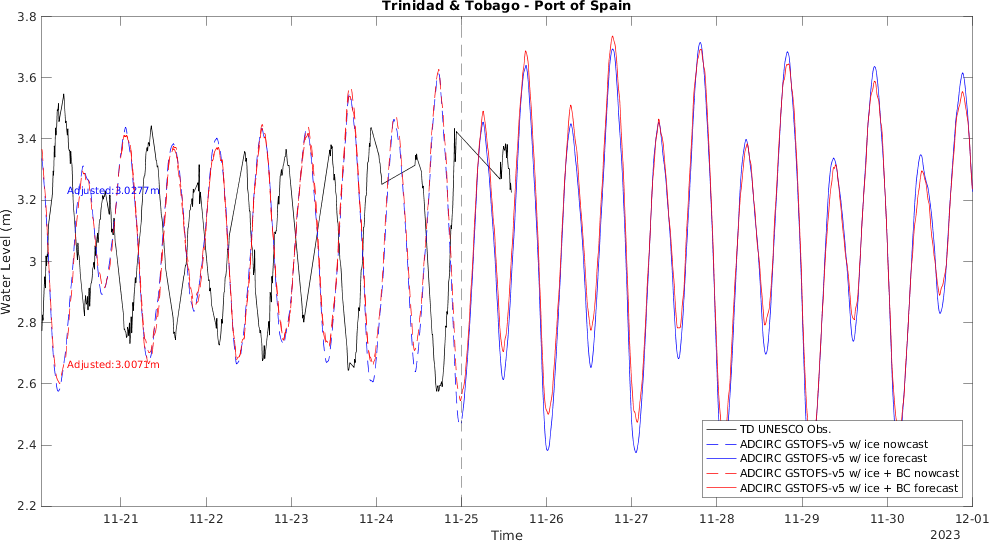 Trinidad & Tobago - Port of Spain
3.8
3.6
3.4
3.2
3
2.8
2.6
2.4
2.2
Water Level (m)
Adjusted:3.0277m
Adjusted:3.0071m
TD UNESCO Obs.
ADCIRC GSTOFS-v5 w/ ice nowcast
ADCIRC GSTOFS-v5 w/ ice forecast
ADCIRC GSTOFS-v5 w/ ice + BC nowcast
ADCIRC GSTOFS-v5 w/ ice + BC forecast
11-21 11-22 11-23 11-24 11-25 11-26 11-27 11-28 11-29 11-30 12-01
Time
2023